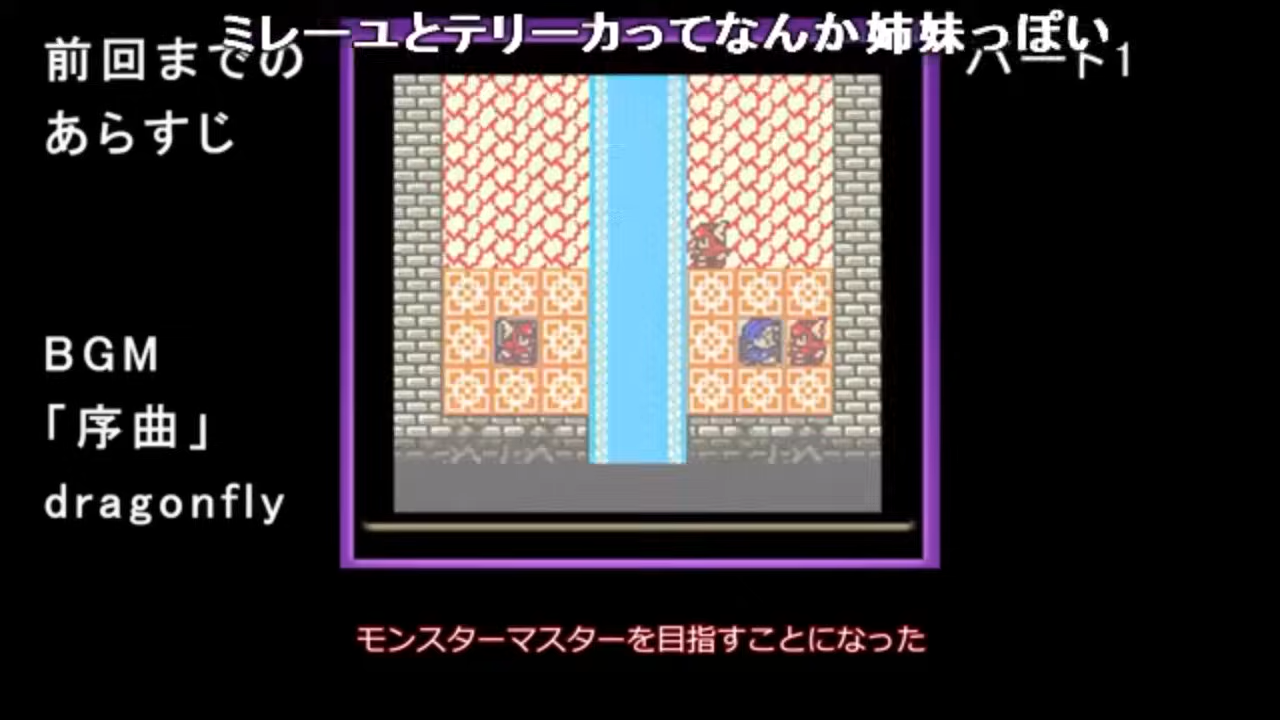 ミレーユとテリーカってなんか姉妹っぽい
前回までの
あらすじ
パート1
BGM
「序曲」
dragonfly
モンスターマスターを目指すことになった